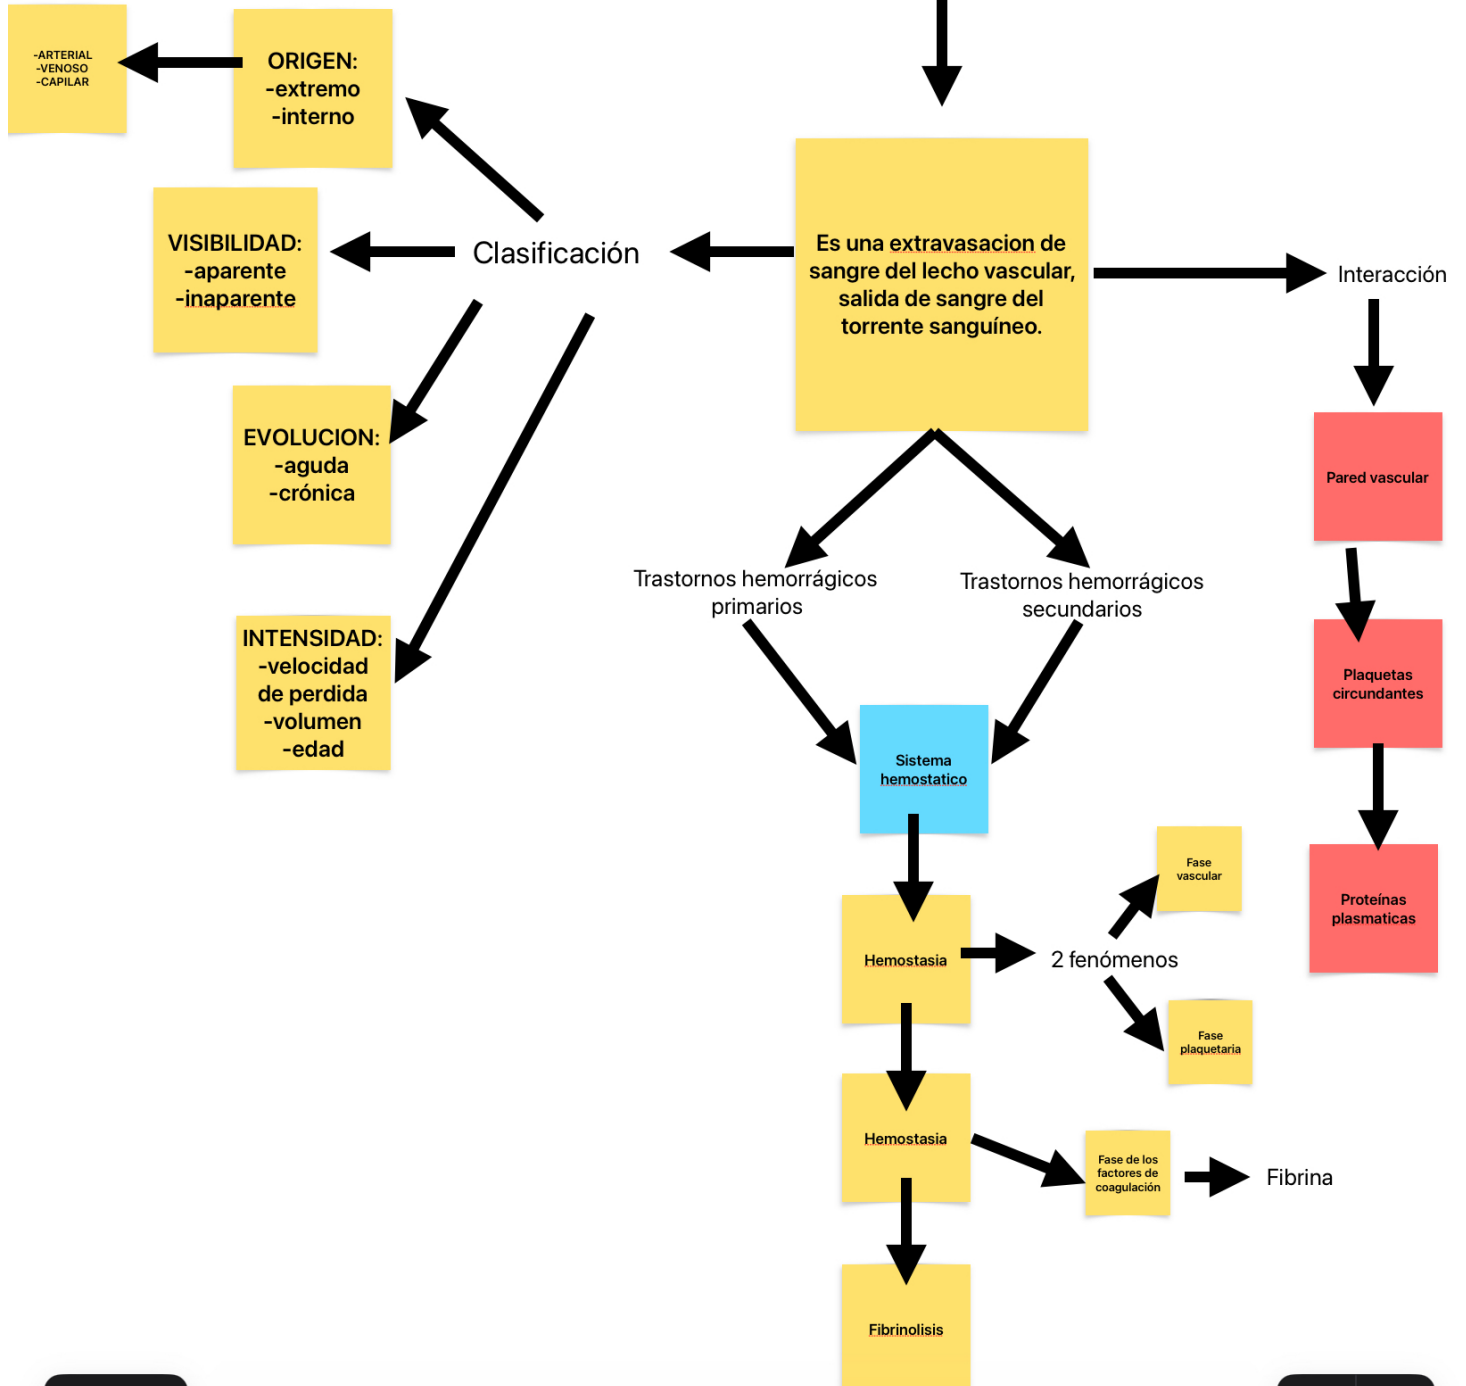 -ARTERIAL
-VENOSO
-CAPILAR
ORIGEN:
-extremo
-interno
VISIBILIDAD:
-aparente
-inaparente
Clasificación
Es una extravasacion de
sangre del lecho vascular,
salida de sangre del
torrente sanguíneo.
Interacción
EVOLUCION:
-aguda
-crónica
Pared vascular
Trastornos hemorrágicos
primarios
Trastornos hemorrágicos
secundarios
INTENSIDAD:
-velocidad
de perdida
-volumen
-edad
Plaquetas
circundantes
Sistema
hemostatico
Fase
vascular
Proteínas
plasmaticas
Hemostasia
2 fenómenos
Fase
plaquetaria
Hemostasia
Fase de los
factores de
coagulación
Fibrina
Fibrinolisis